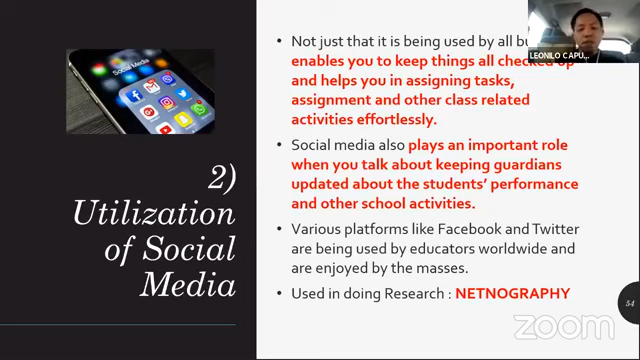 Social Media
2)
Utilization
of Social
Media
• Not just that it is being used by all
enables you to keep things all checked up
and helps you in assigning tasks,
assignment and other class related
activities effortlessly.
• Social media also plays an important role
when you talk about keeping guardians
updated about the students' performance
and other school activities.
• Various platforms like Facebook and Twitter
are being used by educators worldwide and
are enjoyed by the masses.
• Used in doing Research : NETNOGRAPHY
LEONILO CAPU...
54
zoom